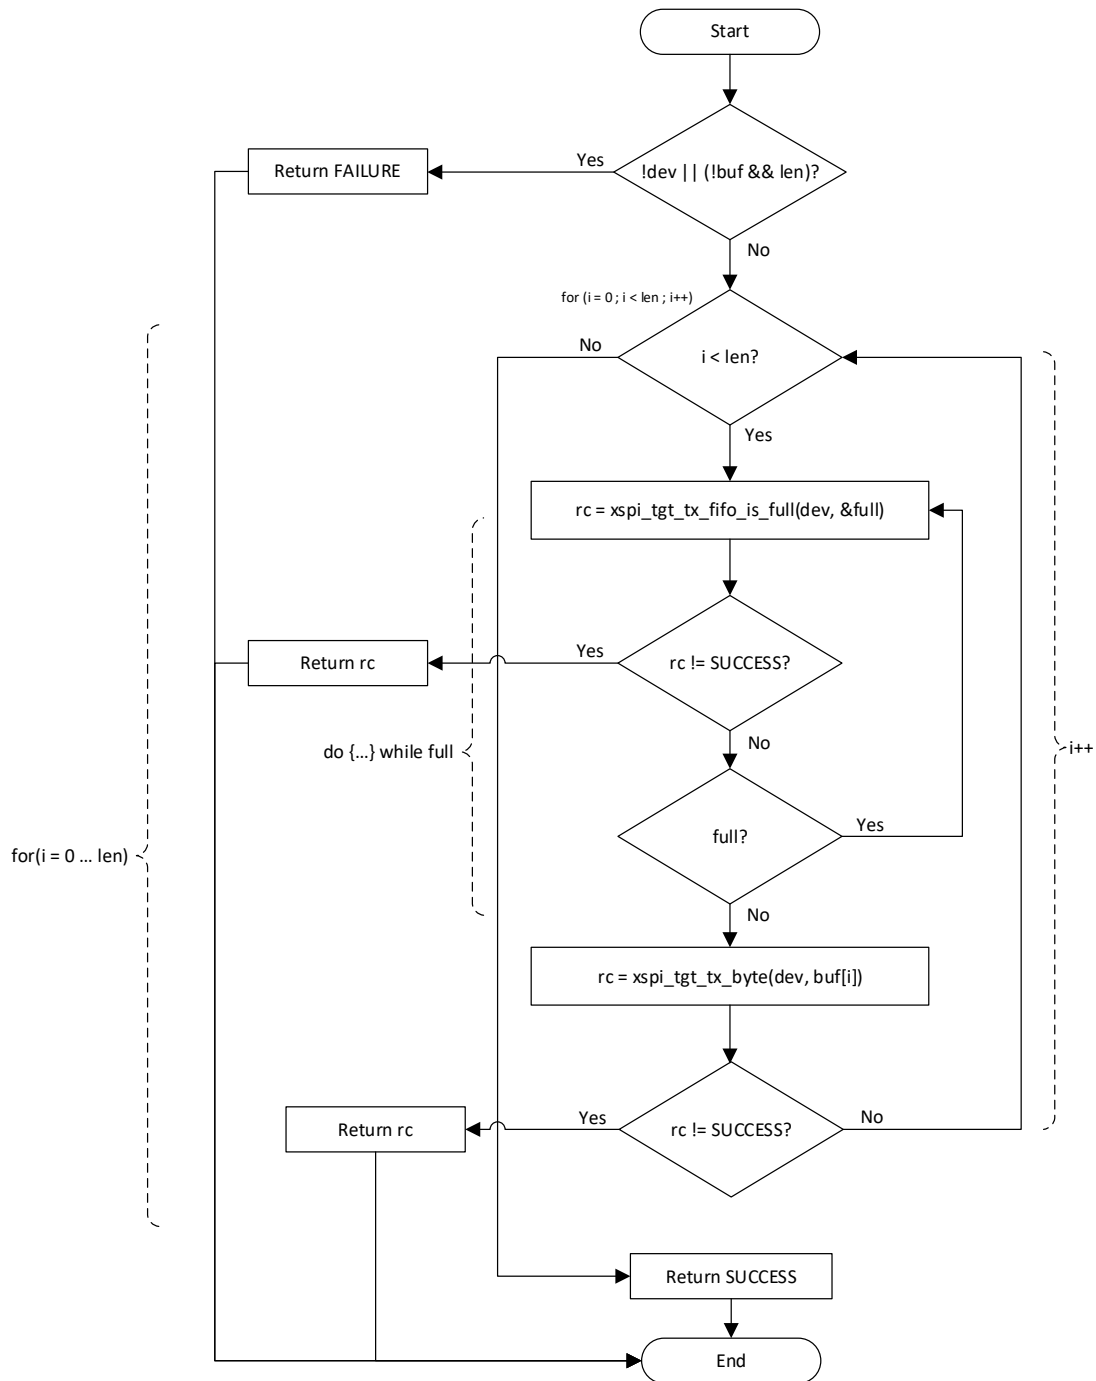 Start
!dev || (!buf && len)?
Yes
Return FAILURE
No
for (i = 0 ; i < len ; i++)
i < len?
No
Yes
rc = xspi_tgt_tx_fifo_is_full(dev, &full)
rc != SUCCESS?
Yes
Return rc
No
do {...} while full
i++
full?
Yes
for(i = 0 ... len)
No
rc = xspi_tgt_tx_byte(dev, buf[i])
rc != SUCCESS?
Yes
No
Return rc
Return SUCCESS
End